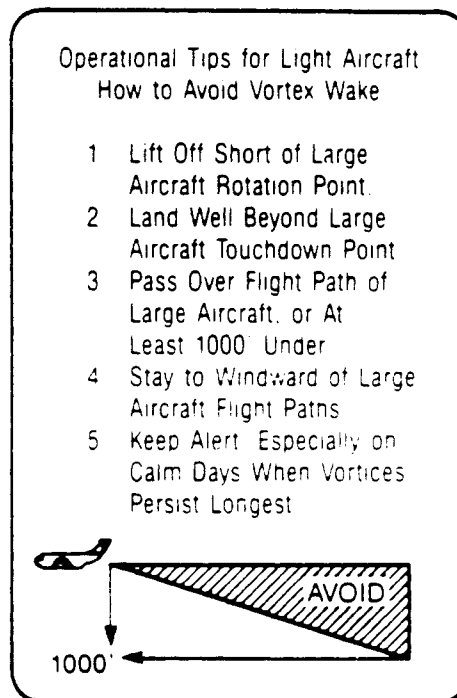 Operational Tips for Light Aircraft
How to Avoid Vortex Wake
1 Lift Off Short of Large
Aircraft Rotation Point.
2 Land Well Beyond Large
Aircraft Touchdown Point
3 Pass Over Flight Path of
Large Aircraft, or At
Least 1000' Under
4 Stay to Windward of Large
Aircraft Flight Paths
5 Keep Alert Especially on
Calm Days When Vortices
Persist Longest
AVOID
1000'